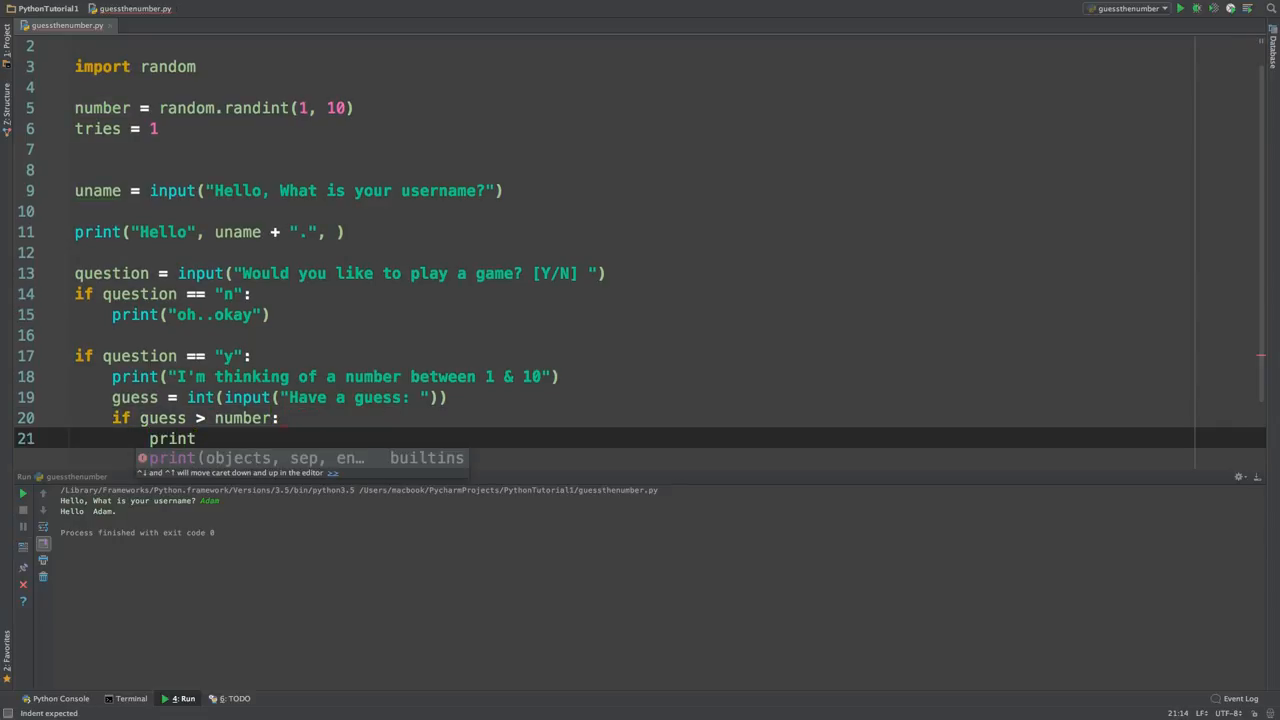 PythonTutorial1 guessthenumber.py guessthenumber
guessthenumber.py
1: Project
7: Structure
2: Favorites
Database
2
3 import random
4
5 number = random.randint(1, 10)
6 tries = 1
7
8
9 uname = input("Hello, What is your username?")
10
11 print("Hello", uname + ".", )
12
13 question = input("Would you like to play a game? [Y/N] ")
14 if question == "n":
15 print("oh..okay")
16
17 if question == "y":
18 print("I'm thinking of a number between 1 & 10")
19 guess = int(input("Have a guess: "))
20 if guess > number:
21 print
print(objects, sep, en… builtins
^↓ and ^↑ will move caret down and up in the editor >>
Run guessthenumber
/Library/Frameworks/Python.framework/Versions/3.5/bin/python3.5 /Users/macbook/PycharmProjects/PythonTutorial1/guessthenumber.py
Hello, What is your username? Adam
Hello Adam.
Process finished with exit code 0
Python Console Terminal 4: Run 6: TODO Event Log
Indent expected 21:14 LF÷ UTF-8÷